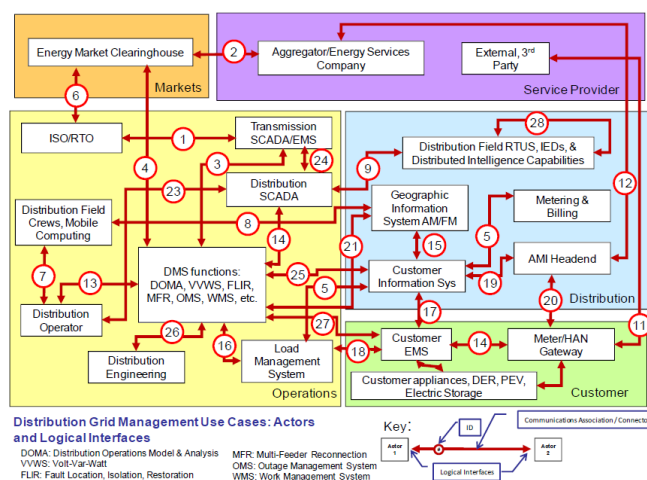 Energy Market Clearinghouse
Markets
2
Aggregator/Energy Services
Company
External, 3rd
Party
Service Provider
6
ISO/RTO
1
Transmission
SCADA/EMS
4
3
24
23
Distribution
SCADA
Distribution Field
Crews, Mobile
Computing
8
14
7
13
DMS functions:
DOMA, VVWS, FLIR,
MFR, OMS, WMS, etc.
25
5
Distribution
Operator
26
16
27
Distribution
Engineering
Load
Management
System
18
Operations
28
Distribution Field RTUS, IEDs, &
Distributed Intelligence Capabilities
9
12
Geographic
Information
System AM/FM
Metering &
Billing
21
15
5
AMI Headend
Customer
Information Sys
19
20
Distribution
17
11
Customer
EMS
14
Meter/HAN
Gateway
Customer appliances, DER, PEV,
Electric Storage
Customer
Distribution Grid Management Use Cases: Actors
and Logical Interfaces
DOMA: Distribution Operations Model & Analysis
VVWS: Volt-Var-Watt
FLIR: Fault Location, Isolation, Restoration
MFR: Multi-Feeder Reconnection
OMS: Outage Management System
WMS: Work Management System
Key:
ID
Communications Association / Connector
Actor
1
Actor
2
Logical Interfaces